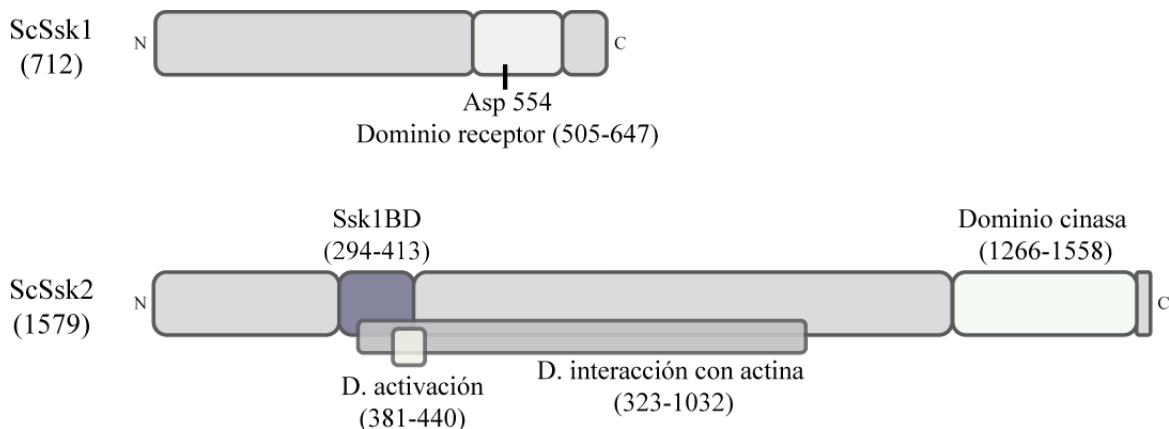 ScSsk1
(712)
N
C
Asp 554
Dominio receptor (505-647)
Ssk1BD
(294-413)
Dominio cinasa
(1266-1558)
ScSsk2
(1579)
N
C
D. activación
(381-440)
D. interacción con actina
(323-1032)